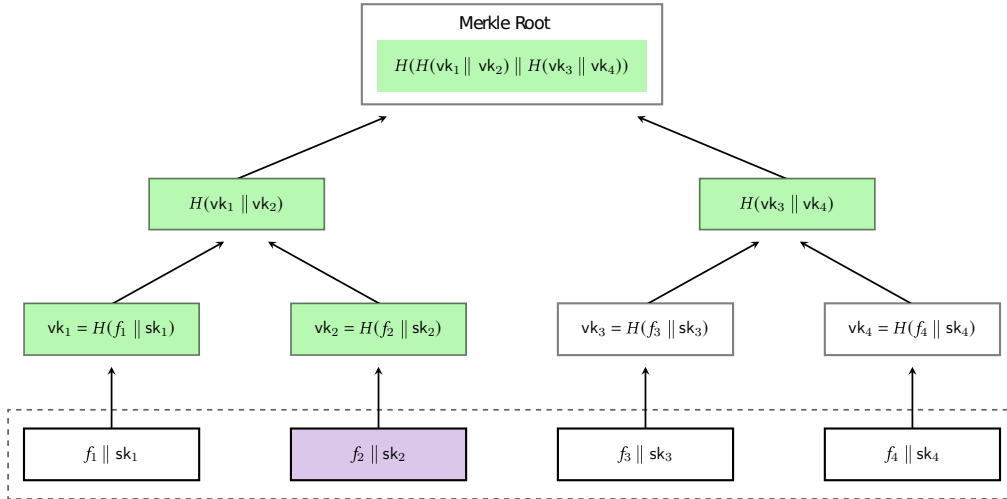 Merkle Root
H(H(vk₁ ∥ vk₂) ∥ H(vk₃ ∥ vk₄))
H(vk₁ ∥ vk₂)
H(vk₃ ∥ vk₄)
vk₁ = H(f₁ ∥ sk₁)
vk₂ = H(f₂ ∥ sk₂)
vk₃ = H(f₃ ∥ sk₃)
vk₄ = H(f₄ ∥ sk₄)
f₁ ∥ sk₁
f₂ ∥ sk₂
f₃ ∥ sk₃
f₄ ∥ sk₄